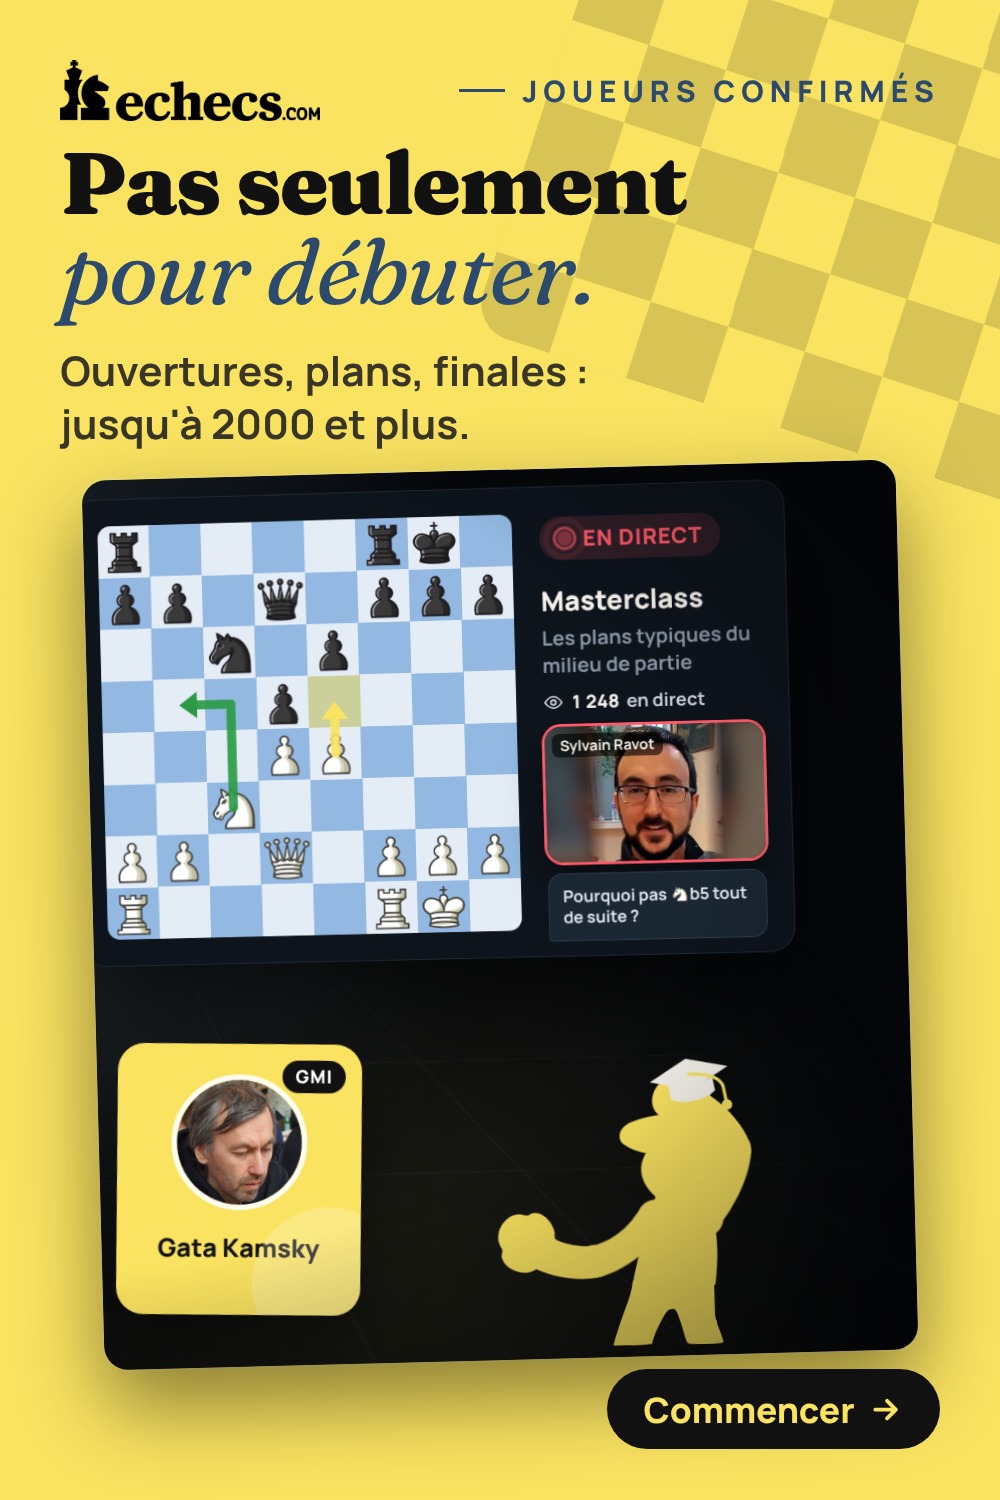 echecs.COM
— JOUEURS CONFIRMÉS
Pas seulement
pour débuter.
Ouvertures, plans, finales :
jusqu'à 2000 et plus.
EN DIRECT
Masterclass
Les plans typiques du
milieu de partie
1 248 en direct
Sylvain Ravot
Pourquoi pas ♞b5 tout
de suite ?
GMI
Gata Kamsky
Commencer →